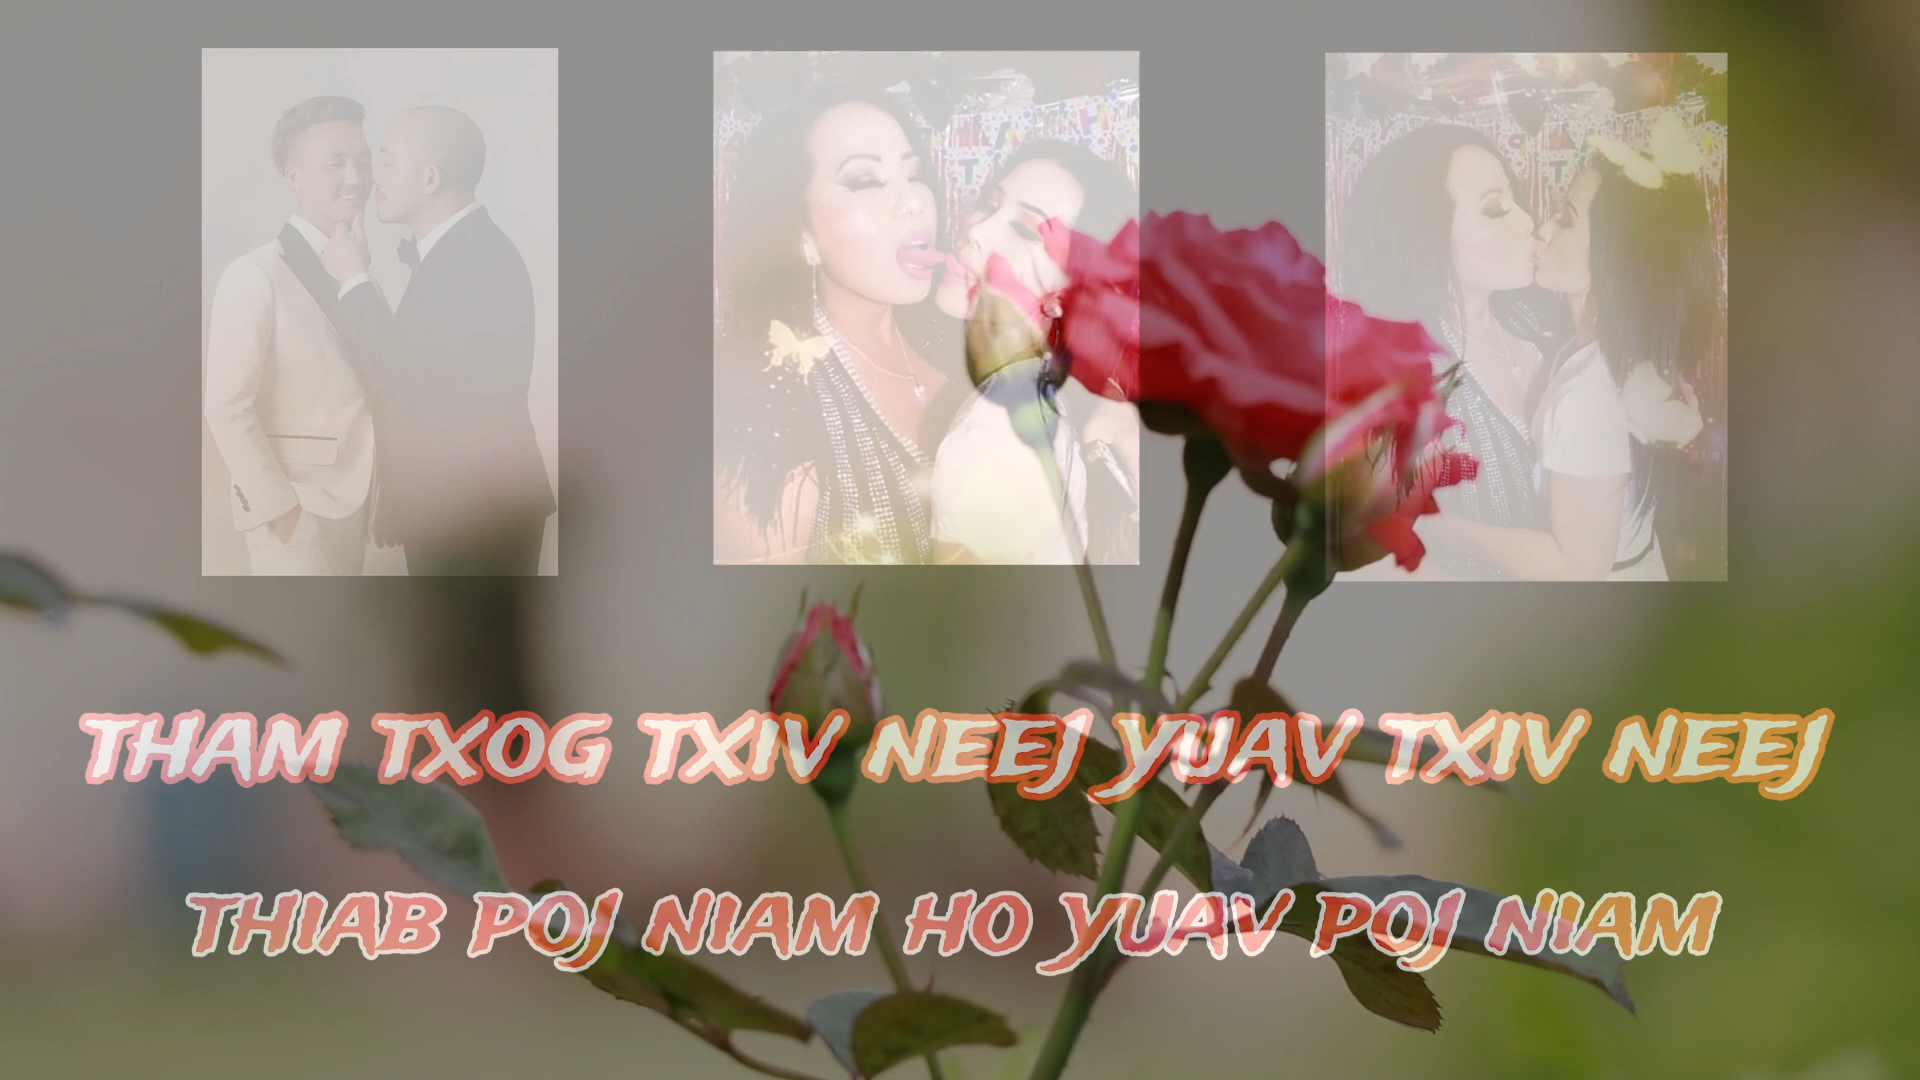 THAM TXOG TXIV NEEJ YUAV TXIV NEEJ
THIAB POJ NIAM HO YUAV POJ NIAM